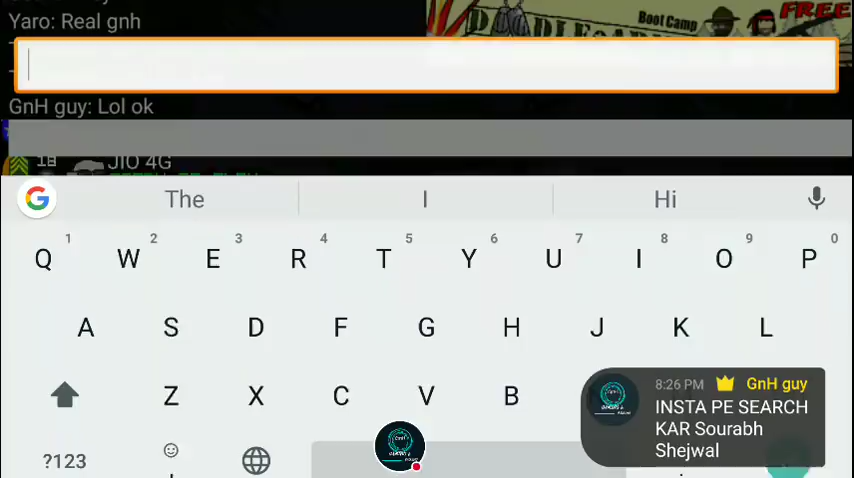 Yaro: Real gnh
Boot Camp
FREE
GnH guy: Lol ok
18 JIO 4G
The I Hi
1 2 3 4 5 6 7 8 9 0
Q W E R T Y U I O P
A S D F G H J K L
Z X C V B
8:26 PM GnH guy
INSTA PE SEARCH
KAR Sourabh
Shejwal
?123